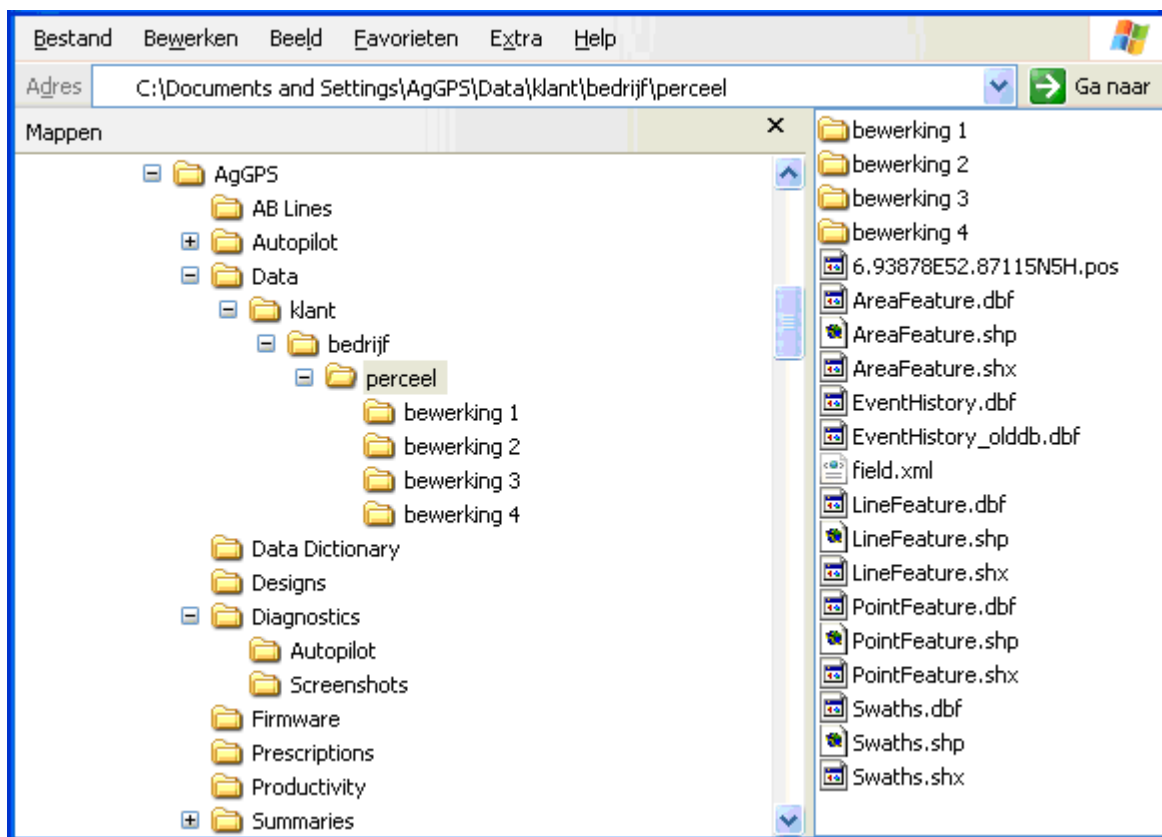 Bestand Bewerken Beeld Favorieten Extra Help
Adres C:\Documents and Settings\AgGPS\Data\klant\bedrijf\perceel Ga naar
Mappen
AgGPS
AB Lines
Autopilot
Data
klant
bedrijf
perceel
bewerking 1
bewerking 2
bewerking 3
bewerking 4
Data Dictionary
Designs
Diagnostics
Autopilot
Screenshots
Firmware
Prescriptions
Productivity
Summaries
bewerking 1
bewerking 2
bewerking 3
bewerking 4
6.93878E52.87115N5H.pos
AreaFeature.dbf
AreaFeature.shp
AreaFeature.shx
EventHistory.dbf
EventHistory_olddb.dbf
field.xml
LineFeature.dbf
LineFeature.shp
LineFeature.shx
PointFeature.dbf
PointFeature.shp
PointFeature.shx
Swaths.dbf
Swaths.shp
Swaths.shx